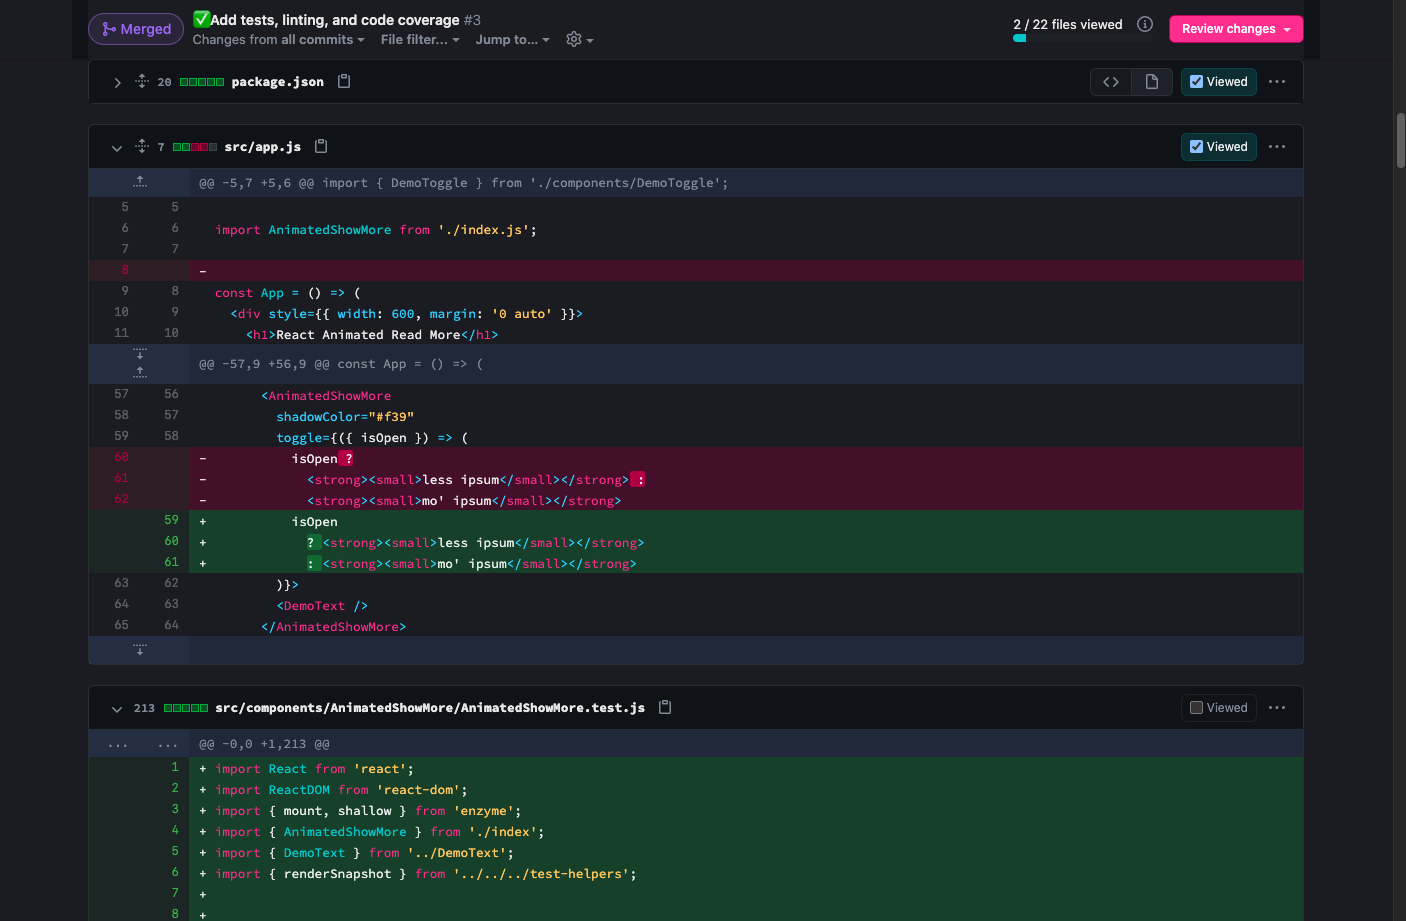 Merged
✅Add tests, linting, and code coverage #3
Changes from all commits File filter... Jump to...
2 / 22 files viewed
Review changes
20 package.json
Viewed
7 src/app.js
Viewed
@@ -5,7 +5,6 @@ import { DemoToggle } from './components/DemoToggle';
5 5
6 6 import AnimatedShowMore from './index.js';
7 7
8 -
9 8 const App = () => (
10 9 <div style={{ width: 600, margin: '0 auto' }}>
11 10 <h1>React Animated Read More</h1>
@@ -57,9 +56,9 @@ const App = () => (
57 56 <AnimatedShowMore
58 57 shadowColor="#f39"
59 58 toggle={({ isOpen }) => (
60 - isOpen ?
61 - <strong><small>less ipsum</small></strong> :
62 - <strong><small>mo' ipsum</small></strong>
59 + isOpen
60 + ? <strong><small>less ipsum</small></strong>
61 + : <strong><small>mo' ipsum</small></strong>
63 62 )}>
64 63 <DemoText />
65 64 </AnimatedShowMore>
213 src/components/AnimatedShowMore/AnimatedShowMore.test.js
Viewed
... ... @@ -0,0 +1,213 @@
1 + import React from 'react';
2 + import ReactDOM from 'react-dom';
3 + import { mount, shallow } from 'enzyme';
4 + import { AnimatedShowMore } from './index';
5 + import { DemoText } from '../DemoText';
6 + import { renderSnapshot } from '../../../test-helpers';
7 +
8 +